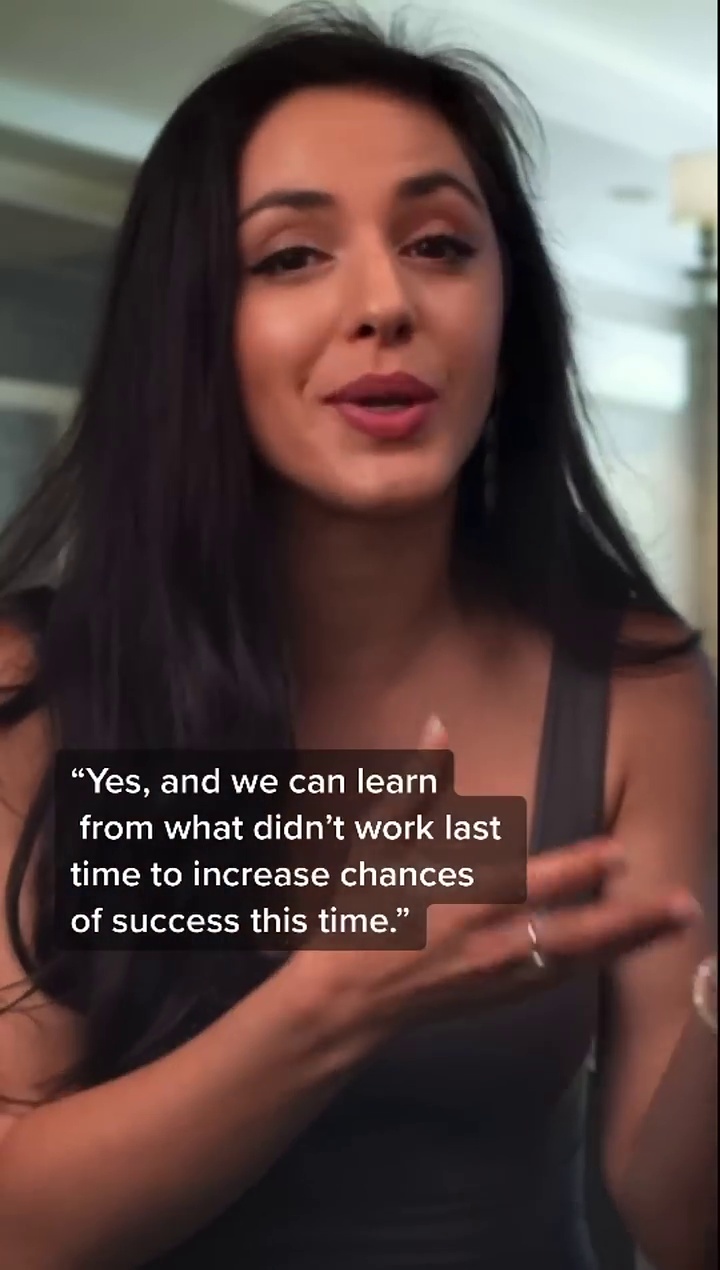 “Yes, and we can learn
from what didn’t work last
time to increase chances
of success this time.”